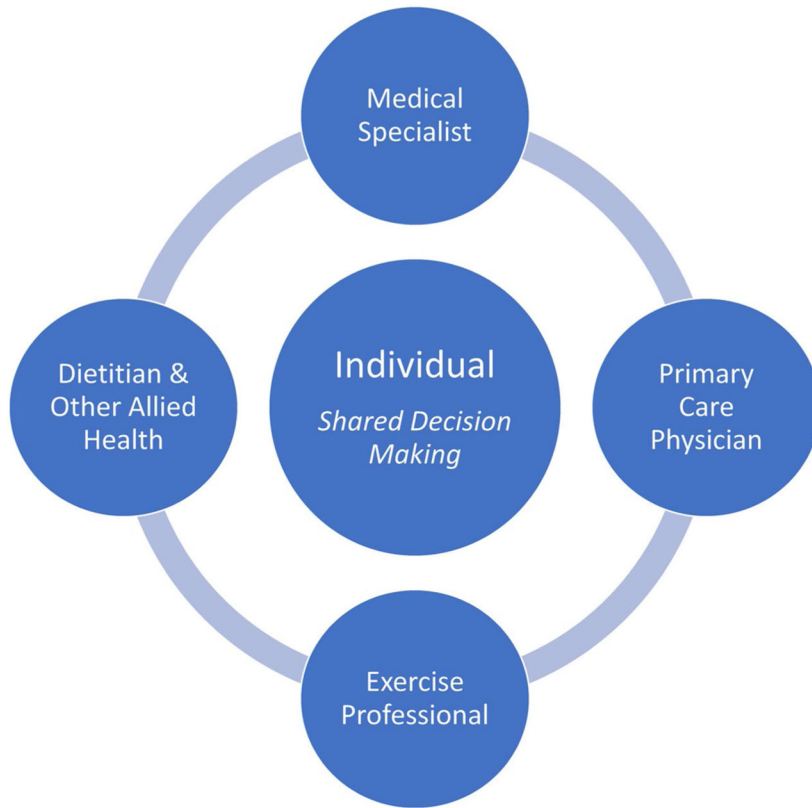 Medical
Specialist
Dietitian &
Other Allied
Health
Individual
Shared Decision
Making
Primary
Care
Physician
Exercise
Professional